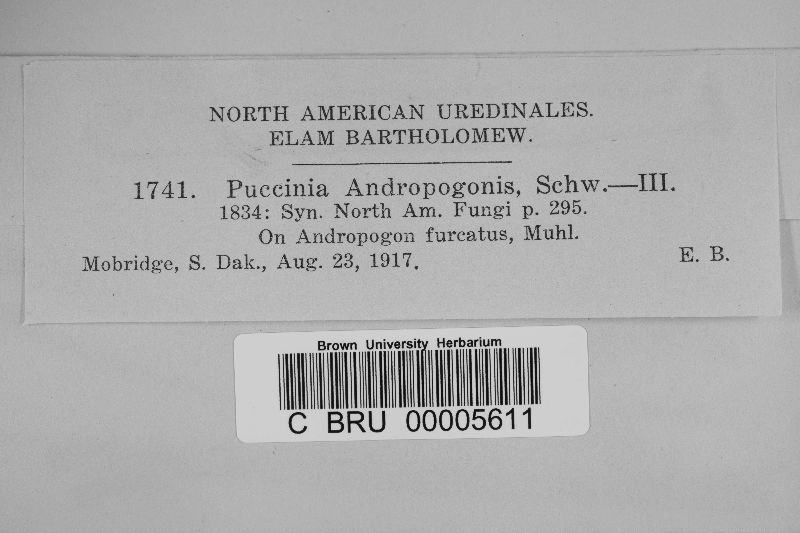 NORTH AMERICAN UREDINALES.
ELAM BARTHOLOMEW.
1741. Puccinia Andropogonis, Schw.—III.
1834: Syn. North Am. Fungi p. 295.
On Andropogon furcatus, Muhl.
Mobridge, S. Dak., Aug. 23, 1917. E. B.
Brown University Herbarium
C BRU 00005611